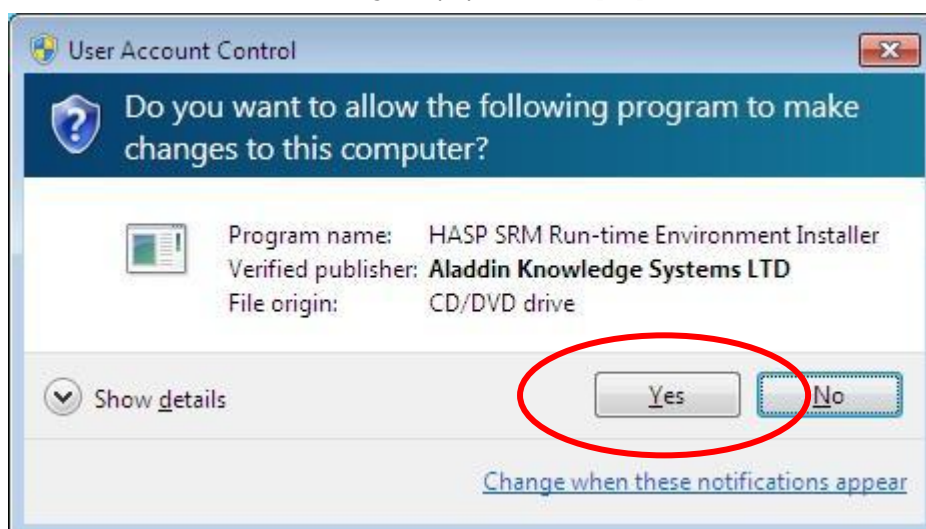 User Account Control
Do you want to allow the following program to make
changes to this computer?
Program name: HASP SRM Run-time Environment Installer
Verified publisher: Aladdin Knowledge Systems LTD
File origin: CD/DVD drive
Show details
Yes
No
Change when these notifications appear